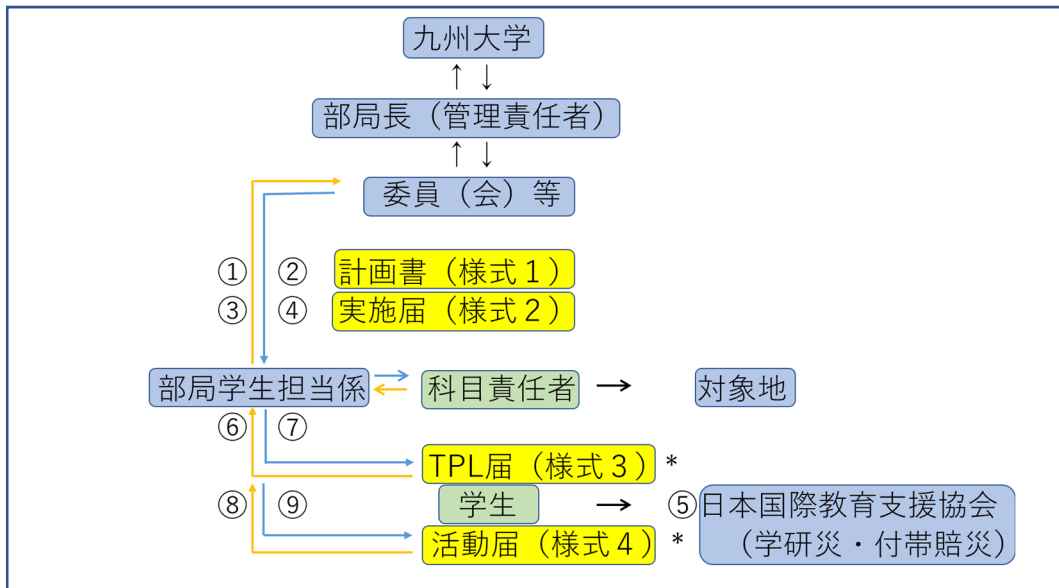 九州大学
↑ ↓
部局長（管理責任者）
↑ ↓
委員（会）等
① ② 計画書（様式１）
③ ④ 実施届（様式２）
部局学生担当係 科目責任者 → 対象地
⑥ ⑦
TPL届（様式３）*
⑧ ⑨ 学生 → ⑤日本国際教育支援協会
活動届（様式４）* （学研災・付帯賠災）